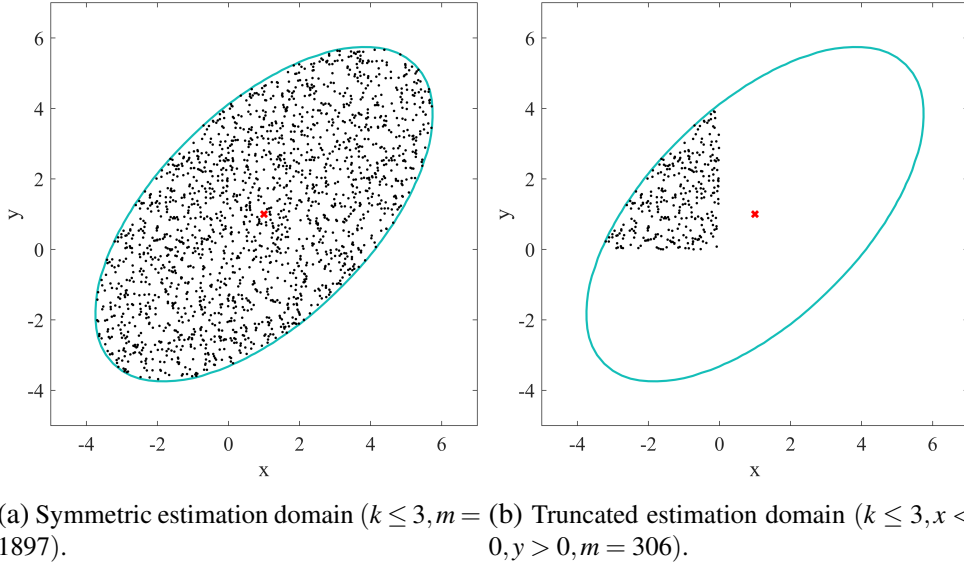 6
4
2
0
-2
-4
y
-4 -2 0 2 4 6
x
6
4
2
0
-2
-4
y
-4 -2 0 2 4 6
x
(a) Symmetric estimation domain (k ≤ 3, m =
1897).
(b) Truncated estimation domain (k ≤ 3, x <
0, y > 0, m = 306).